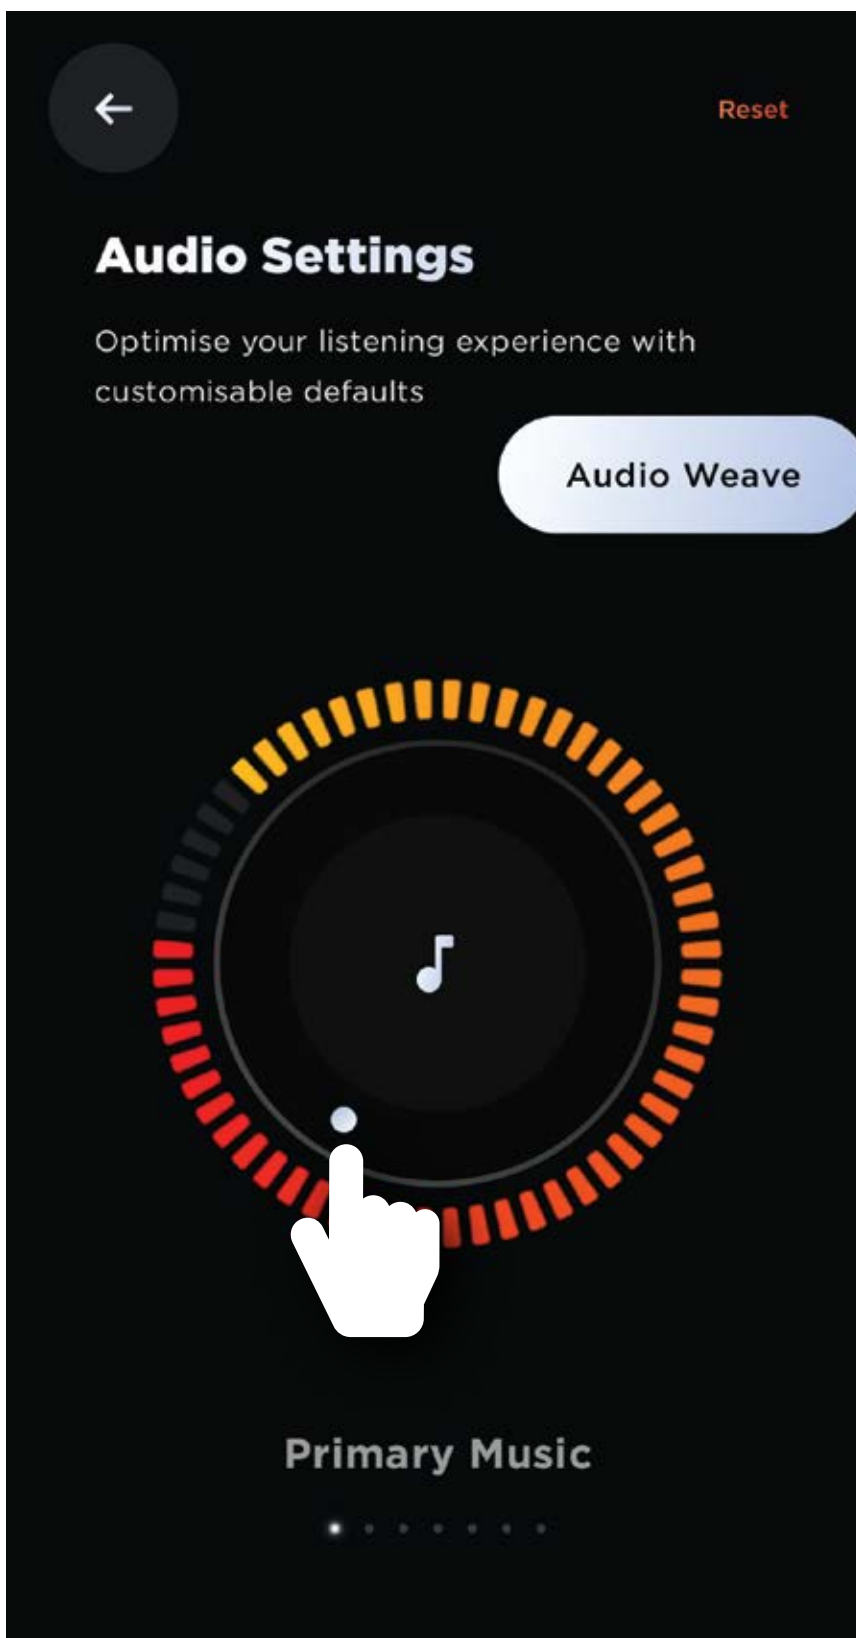 Reset
Audio Settings
Optimise your listening experience with
customisable defaults
Audio Weave
Primary Music